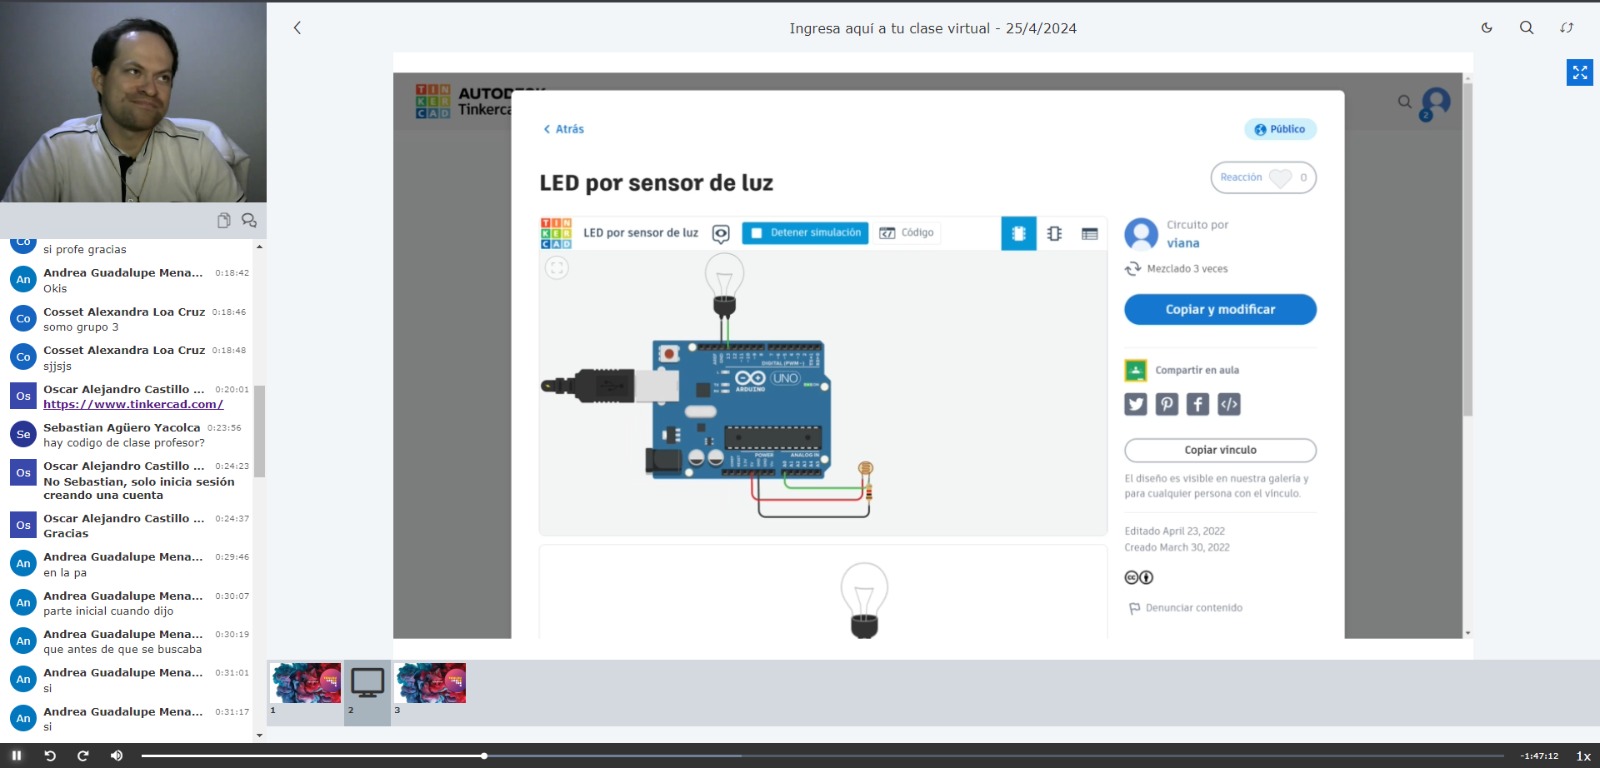 Ingresa aquí a tu clase virtual - 25/4/2024
Co
si profe gracias
An
Andrea Guadalupe Mena... 0:18:42
Okis
Co
Cosset Alexandra Loa Cruz 0:18:46
somo grupo 3
Co
Cosset Alexandra Loa Cruz 0:18:48
sjjsjs
Os
Oscar Alejandro Castillo ... 0:20:01
https://www.tinkercad.com/
Se
Sebastian Agüero Yacolca 0:23:56
hay codigo de clase profesor?
Os
Oscar Alejandro Castillo ... 0:24:23
No Sebastian, solo inicia sesión
creando una cuenta
Os
Oscar Alejandro Castillo ... 0:24:37
Gracias
An
Andrea Guadalupe Mena... 0:29:46
en la pa
An
Andrea Guadalupe Mena... 0:30:07
parte inicial cuando dijo
An
Andrea Guadalupe Mena... 0:30:19
que antes de que se buscaba
An
Andrea Guadalupe Mena... 0:31:01
si
An
Andrea Guadalupe Mena... 0:31:17
si
TIN
KER
CAD
AUTODESK
Tinkerca
2
Atrás
Público
LED por sensor de luz
Reacción 0
TIN
KER
CAD
LED por sensor de luz
Detener simulación
Código
DIGITAL (PWM~)
UNO
ARDUINO
POWER
ANALOG IN
Circuito por
viana
Mezclado 3 veces
Copiar y modificar
Compartir en aula
Copiar vínculo
El diseño es visible en nuestra galería y
para cualquier persona con el vínculo.
Editado April 23, 2022
Creado March 30, 2022
cc
Denunciar contenido
1
2
3
-1:47:12
1x